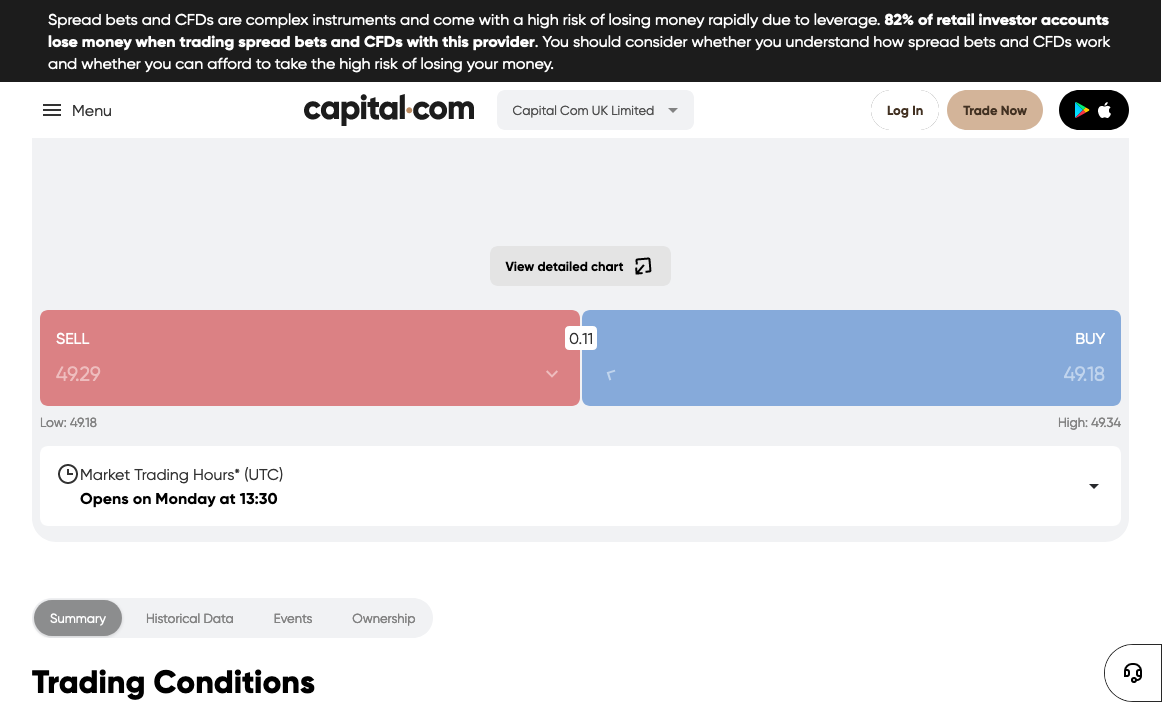 Spread bets and CFDs are complex instruments and come with a high risk of losing money rapidly due to leverage. 82% of retail investor accounts
lose money when trading spread bets and CFDs with this provider. You should consider whether you understand how spread bets and CFDs work
and whether you can afford to take the high risk of losing your money.
Menu
capital.com
Capital Com UK Limited
Log In
Trade Now
View detailed chart
SELL
0.11
BUY
49.29
49.18
Low: 49.18
High: 49.34
Market Trading Hours* (UTC)
Opens on Monday at 13:30
Summary
Historical Data
Events
Ownership
Trading Conditions